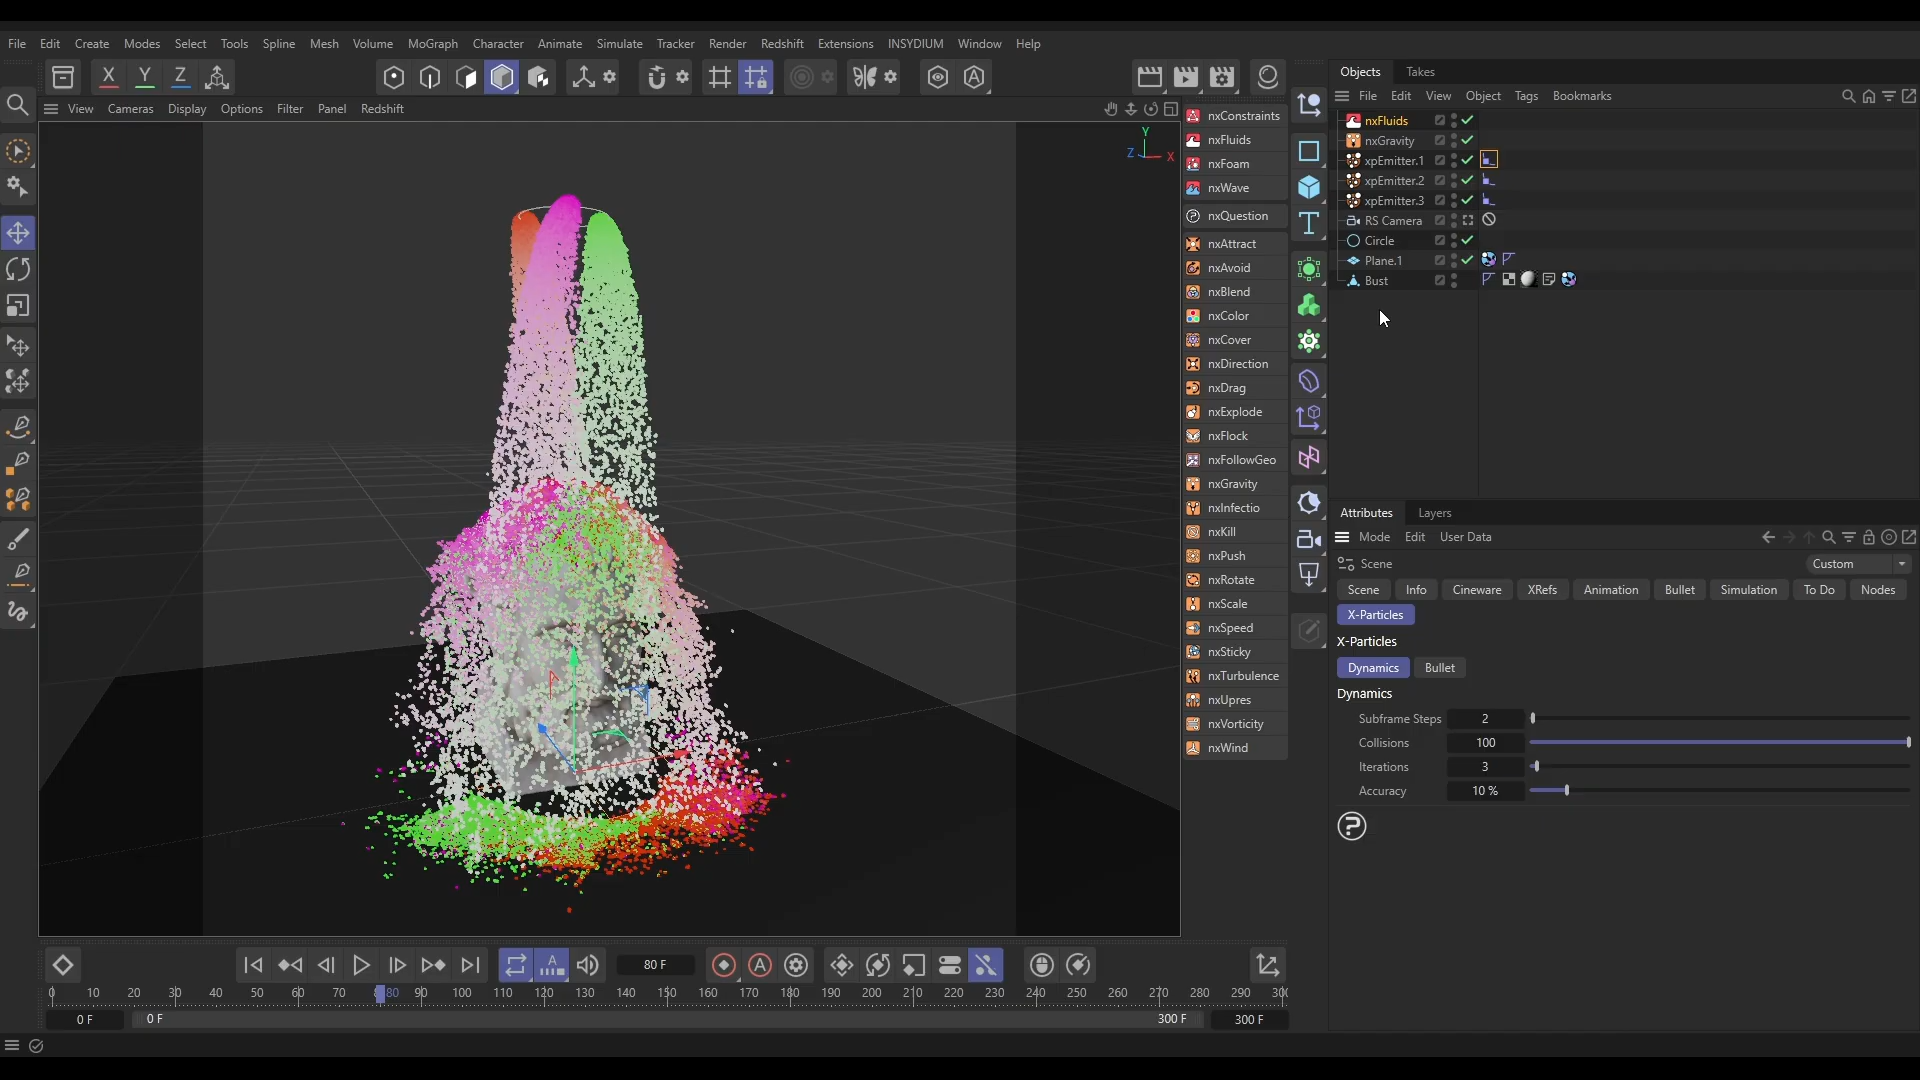 File Edit Create Modes Select Tools Spline Mesh Volume MoGraph Character Animate Simulate Tracker Render Redshift Extensions INSYDIUM Window Help
X Y Z
View Cameras Display Options Filter Panel Redshift
Y
Z X
nxConstraints
nxFluids
nxFoam
nxWave
nxQuestion
nxAttract
nxAvoid
nxBlend
nxColor
nxCover
nxDirection
nxDrag
nxExplode
nxFlock
nxFollowGeo
nxGravity
nxInfectio
nxKill
nxPush
nxRotate
nxScale
nxSpeed
nxSticky
nxTurbulence
nxUpres
nxVorticity
nxWind
Objects Takes
File Edit View Object Tags Bookmarks
nxFluids
nxGravity
xpEmitter.1
xpEmitter.2
xpEmitter.3
RS Camera
Circle
Plane.1
Bust
Attributes Layers
Mode Edit User Data
Scene Custom
Scene Info Cineware XRefs Animation Bullet Simulation To Do Nodes
X-Particles
X-Particles
Dynamics Bullet
Dynamics
Subframe Steps 2
Collisions 100
Iterations 3
Accuracy 10 %
80 F
0 10 20 30 40 50 60 70 80 90 100 110 120 130 140 150 160 170 180 190 200 210 220 230 240 250 260 270 280 290 30
0 F 0 F 300 F 300 F